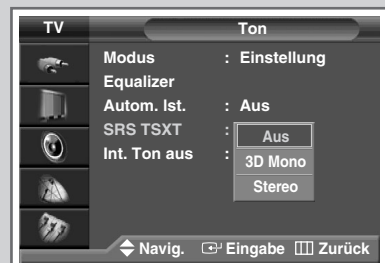 TV Ton
Modus : Einstellung
Equalizer
Autom. lst. : Aus
SRS TSXT : Aus
3D Mono
Int. Ton aus :
Stereo
Navig. Eingabe Zurück